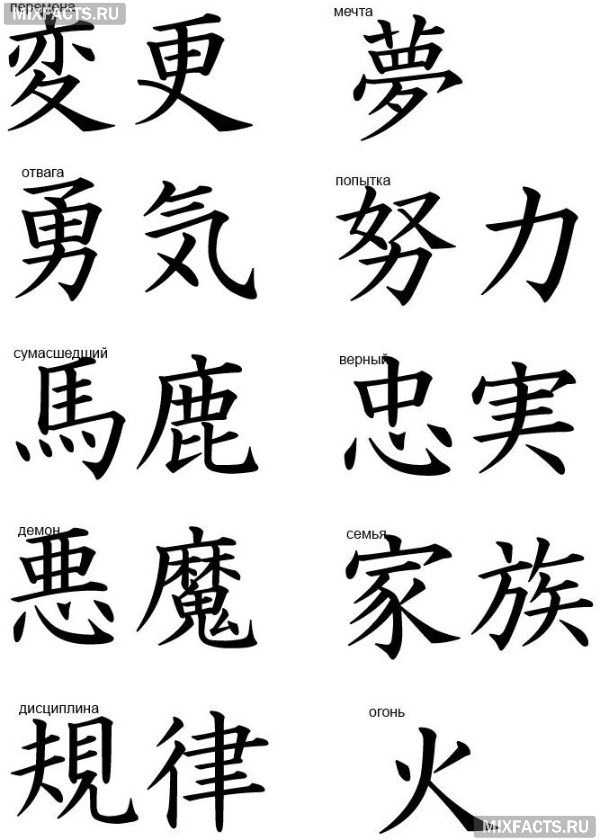 MIXFACTS.RU
перемена
мечта
変更
夢
отвага
попытка
勇気
努力
сумасшедший
верный
馬鹿
忠実
демон
семья
悪魔
家族
дисциплина
огонь
規律
火
MIXFACTS.RU